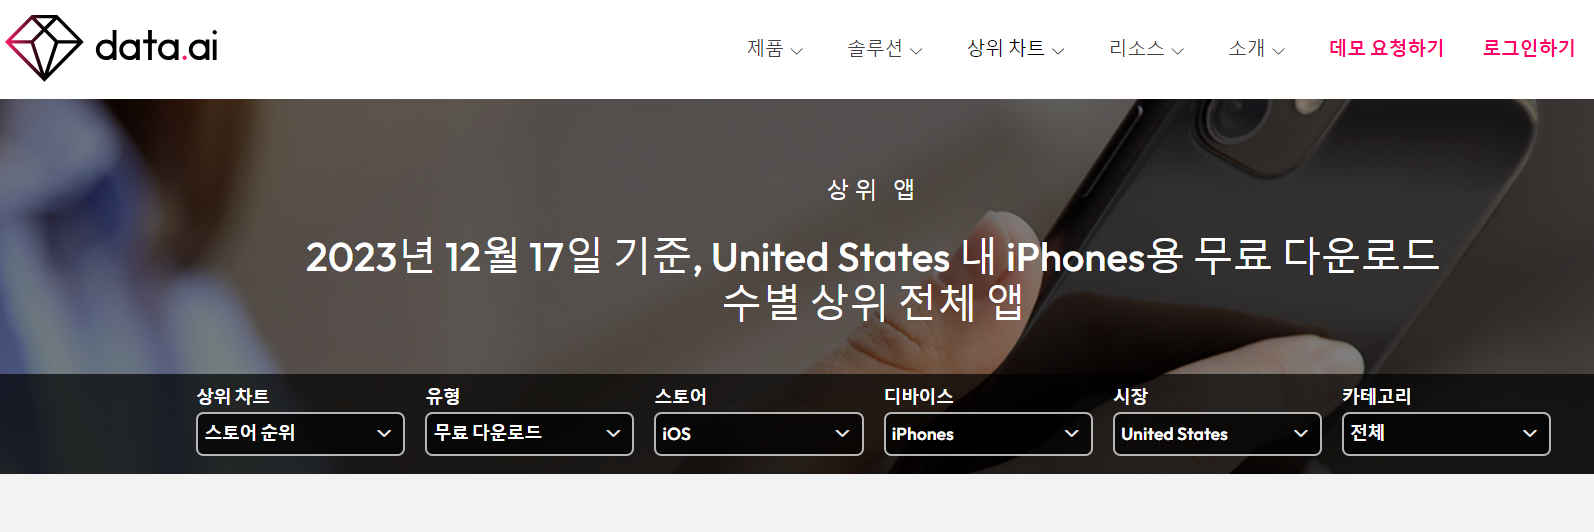 data.ai
제품 솔루션 상위 차트 리소스 소개 데모 요청하기 로그인하기
상위 앱
2023년 12월 17일 기준, United States 내 iPhones용 무료 다운로드
수별 상위 전체 앱
상위 차트 유형 스토어 디바이스 시장 카테고리
스토어 순위 무료 다운로드 iOS iPhones United States 전체